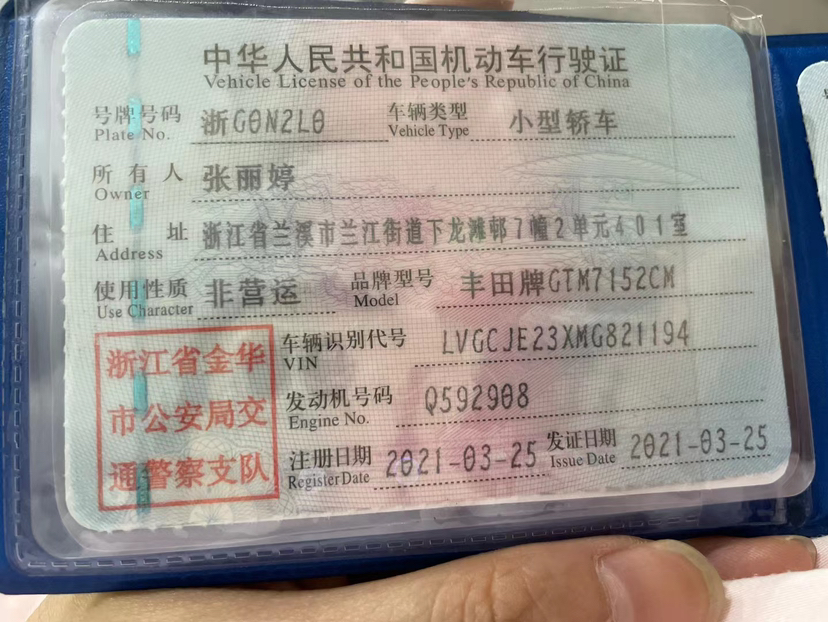 中华人民共和国机动车行驶证
Vehicle License of the People's Republic of China
号牌号码 浙G0N2L0 车辆类型 小型轿车
Plate No. Vehicle Type
所有人 张丽婷
Owner
住址 浙江省兰溪市兰江街道下龙滩邨7幢2单元401室
Address
使用性质 非营运 品牌型号 丰田牌GTM7152CM
Use Character Model
浙江省金华
市公安局交
通警察支队
车辆识别代号 LVGCJE23XMG821194
VIN
发动机号码 Q592908
Engine No.
注册日期 2021-03-25 发证日期 2021-03-25
Register Date Issue Date